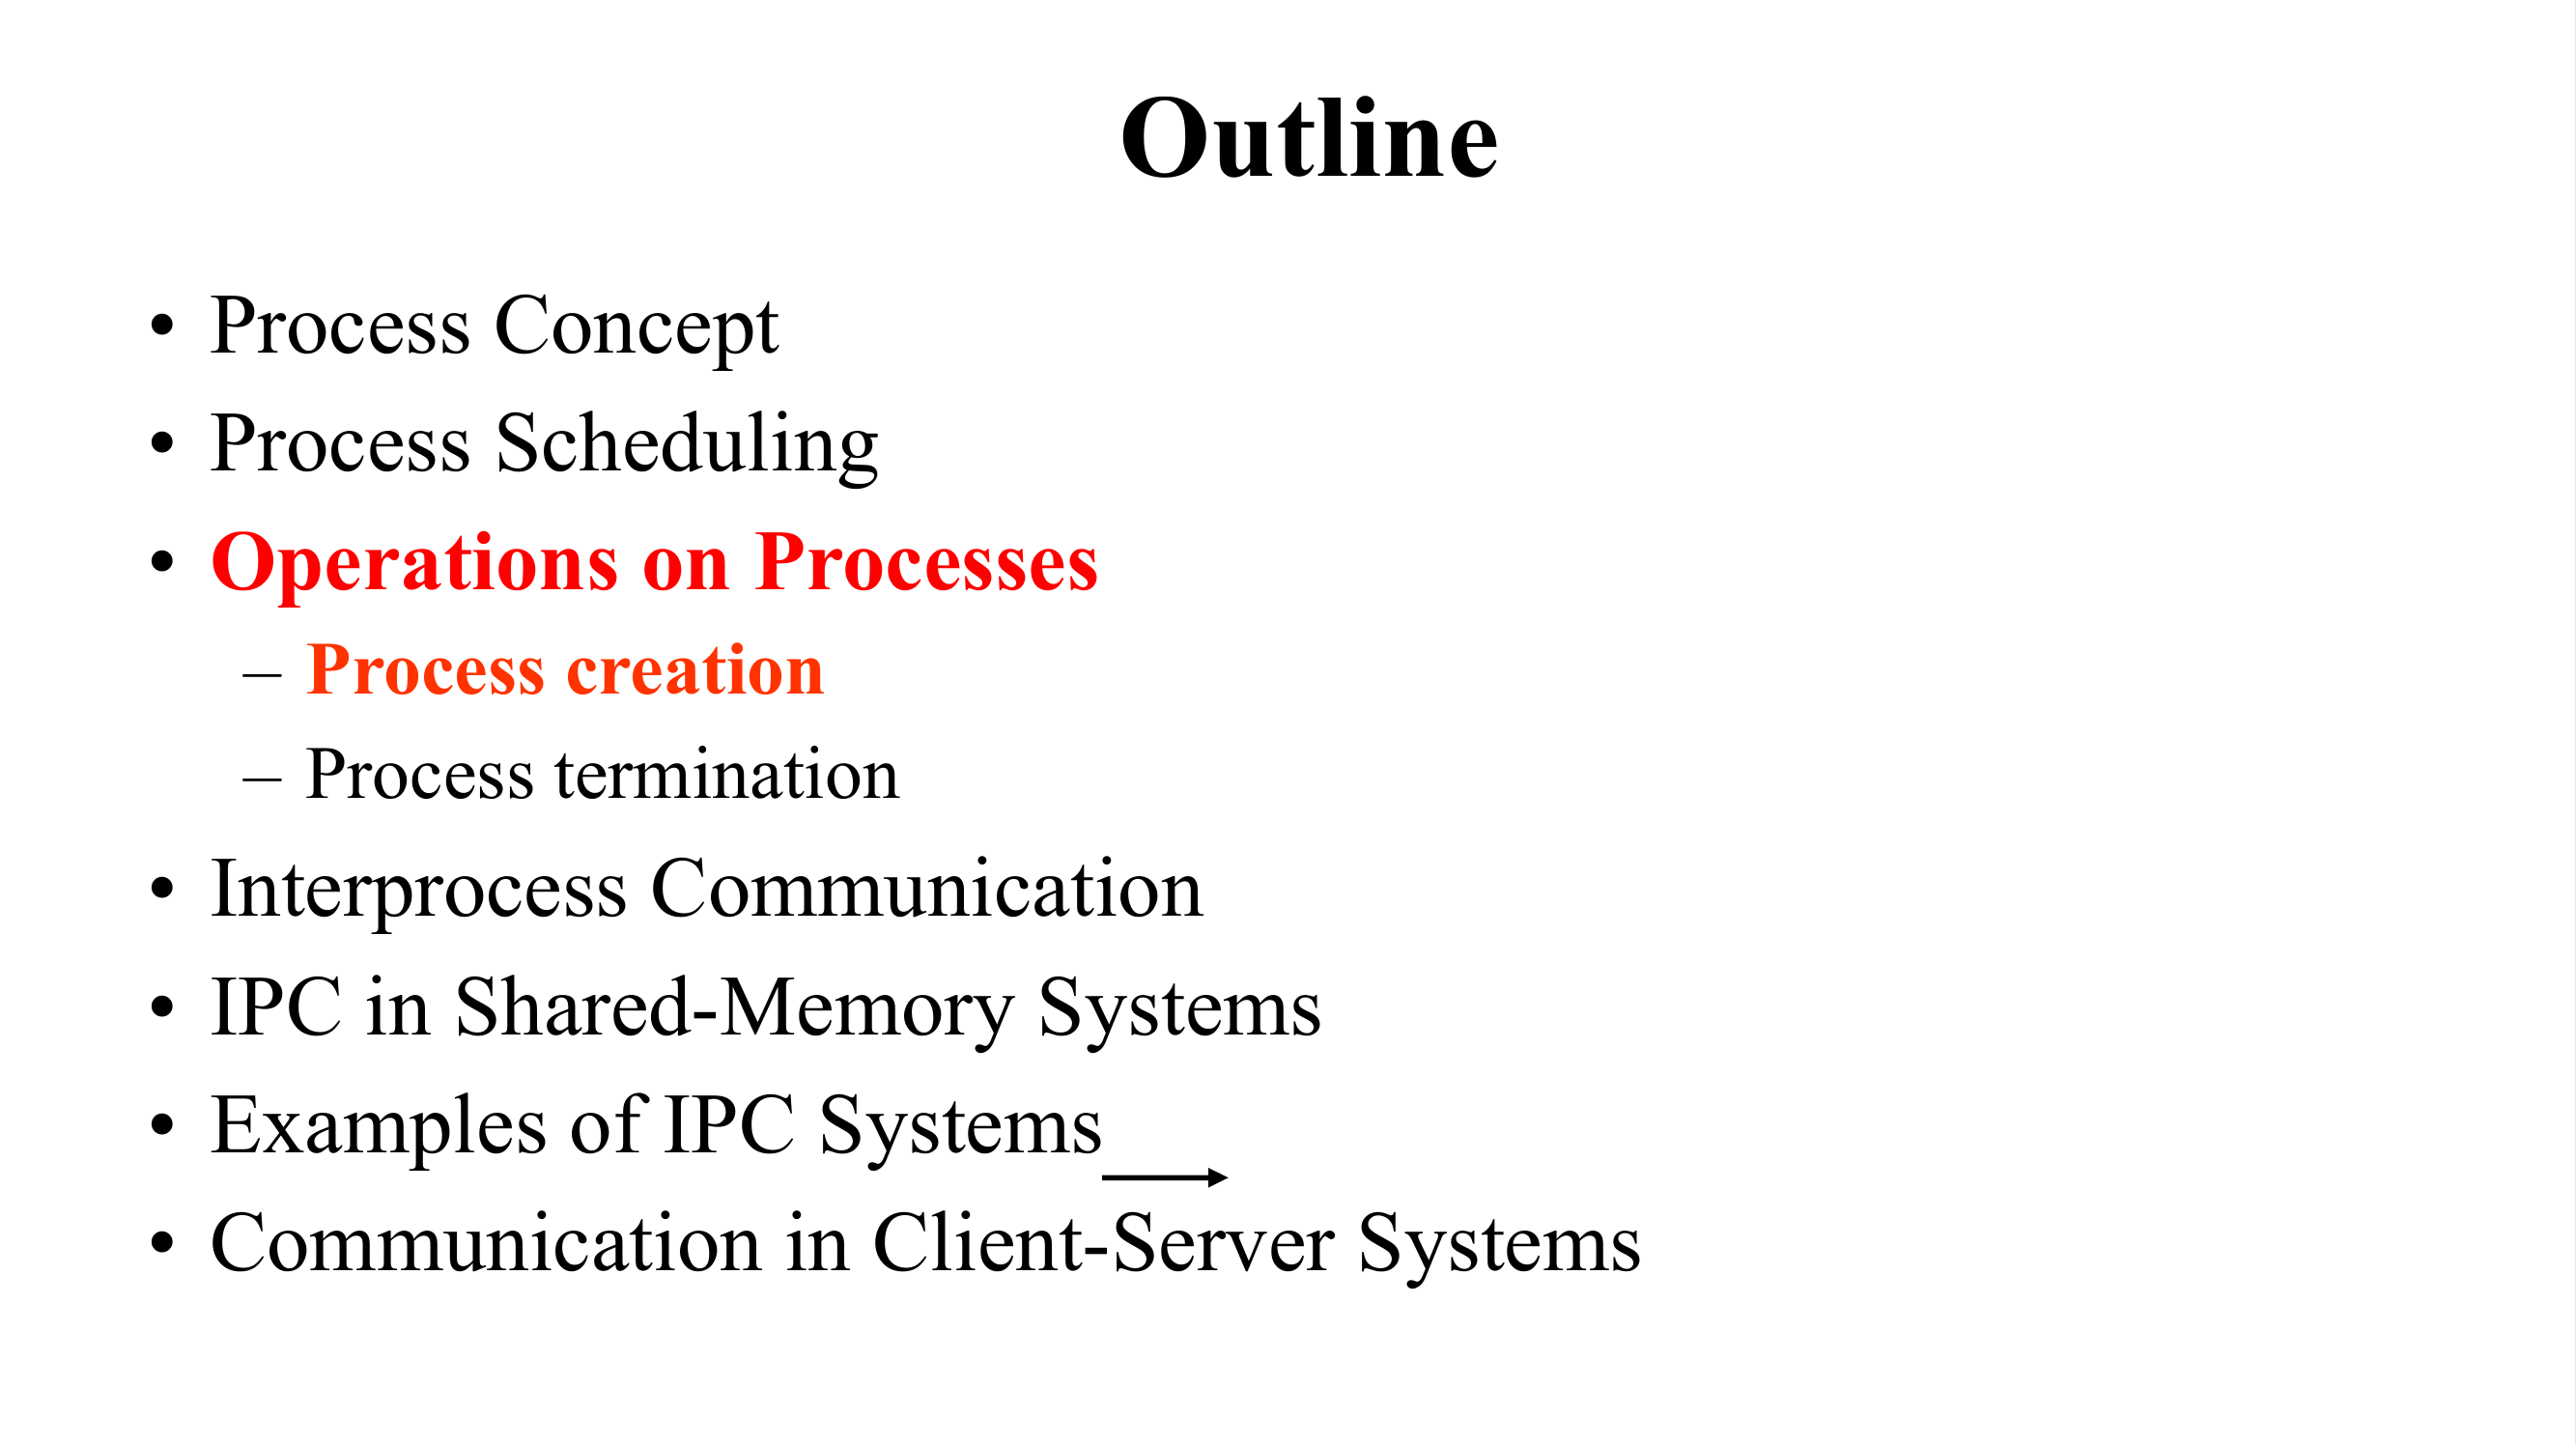 Outline
• Process Concept
• Process Scheduling
• Operations on Processes
– Process creation
– Process termination
• Interprocess Communication
• IPC in Shared-Memory Systems
• Examples of IPC Systems
• Communication in Client-Server Systems